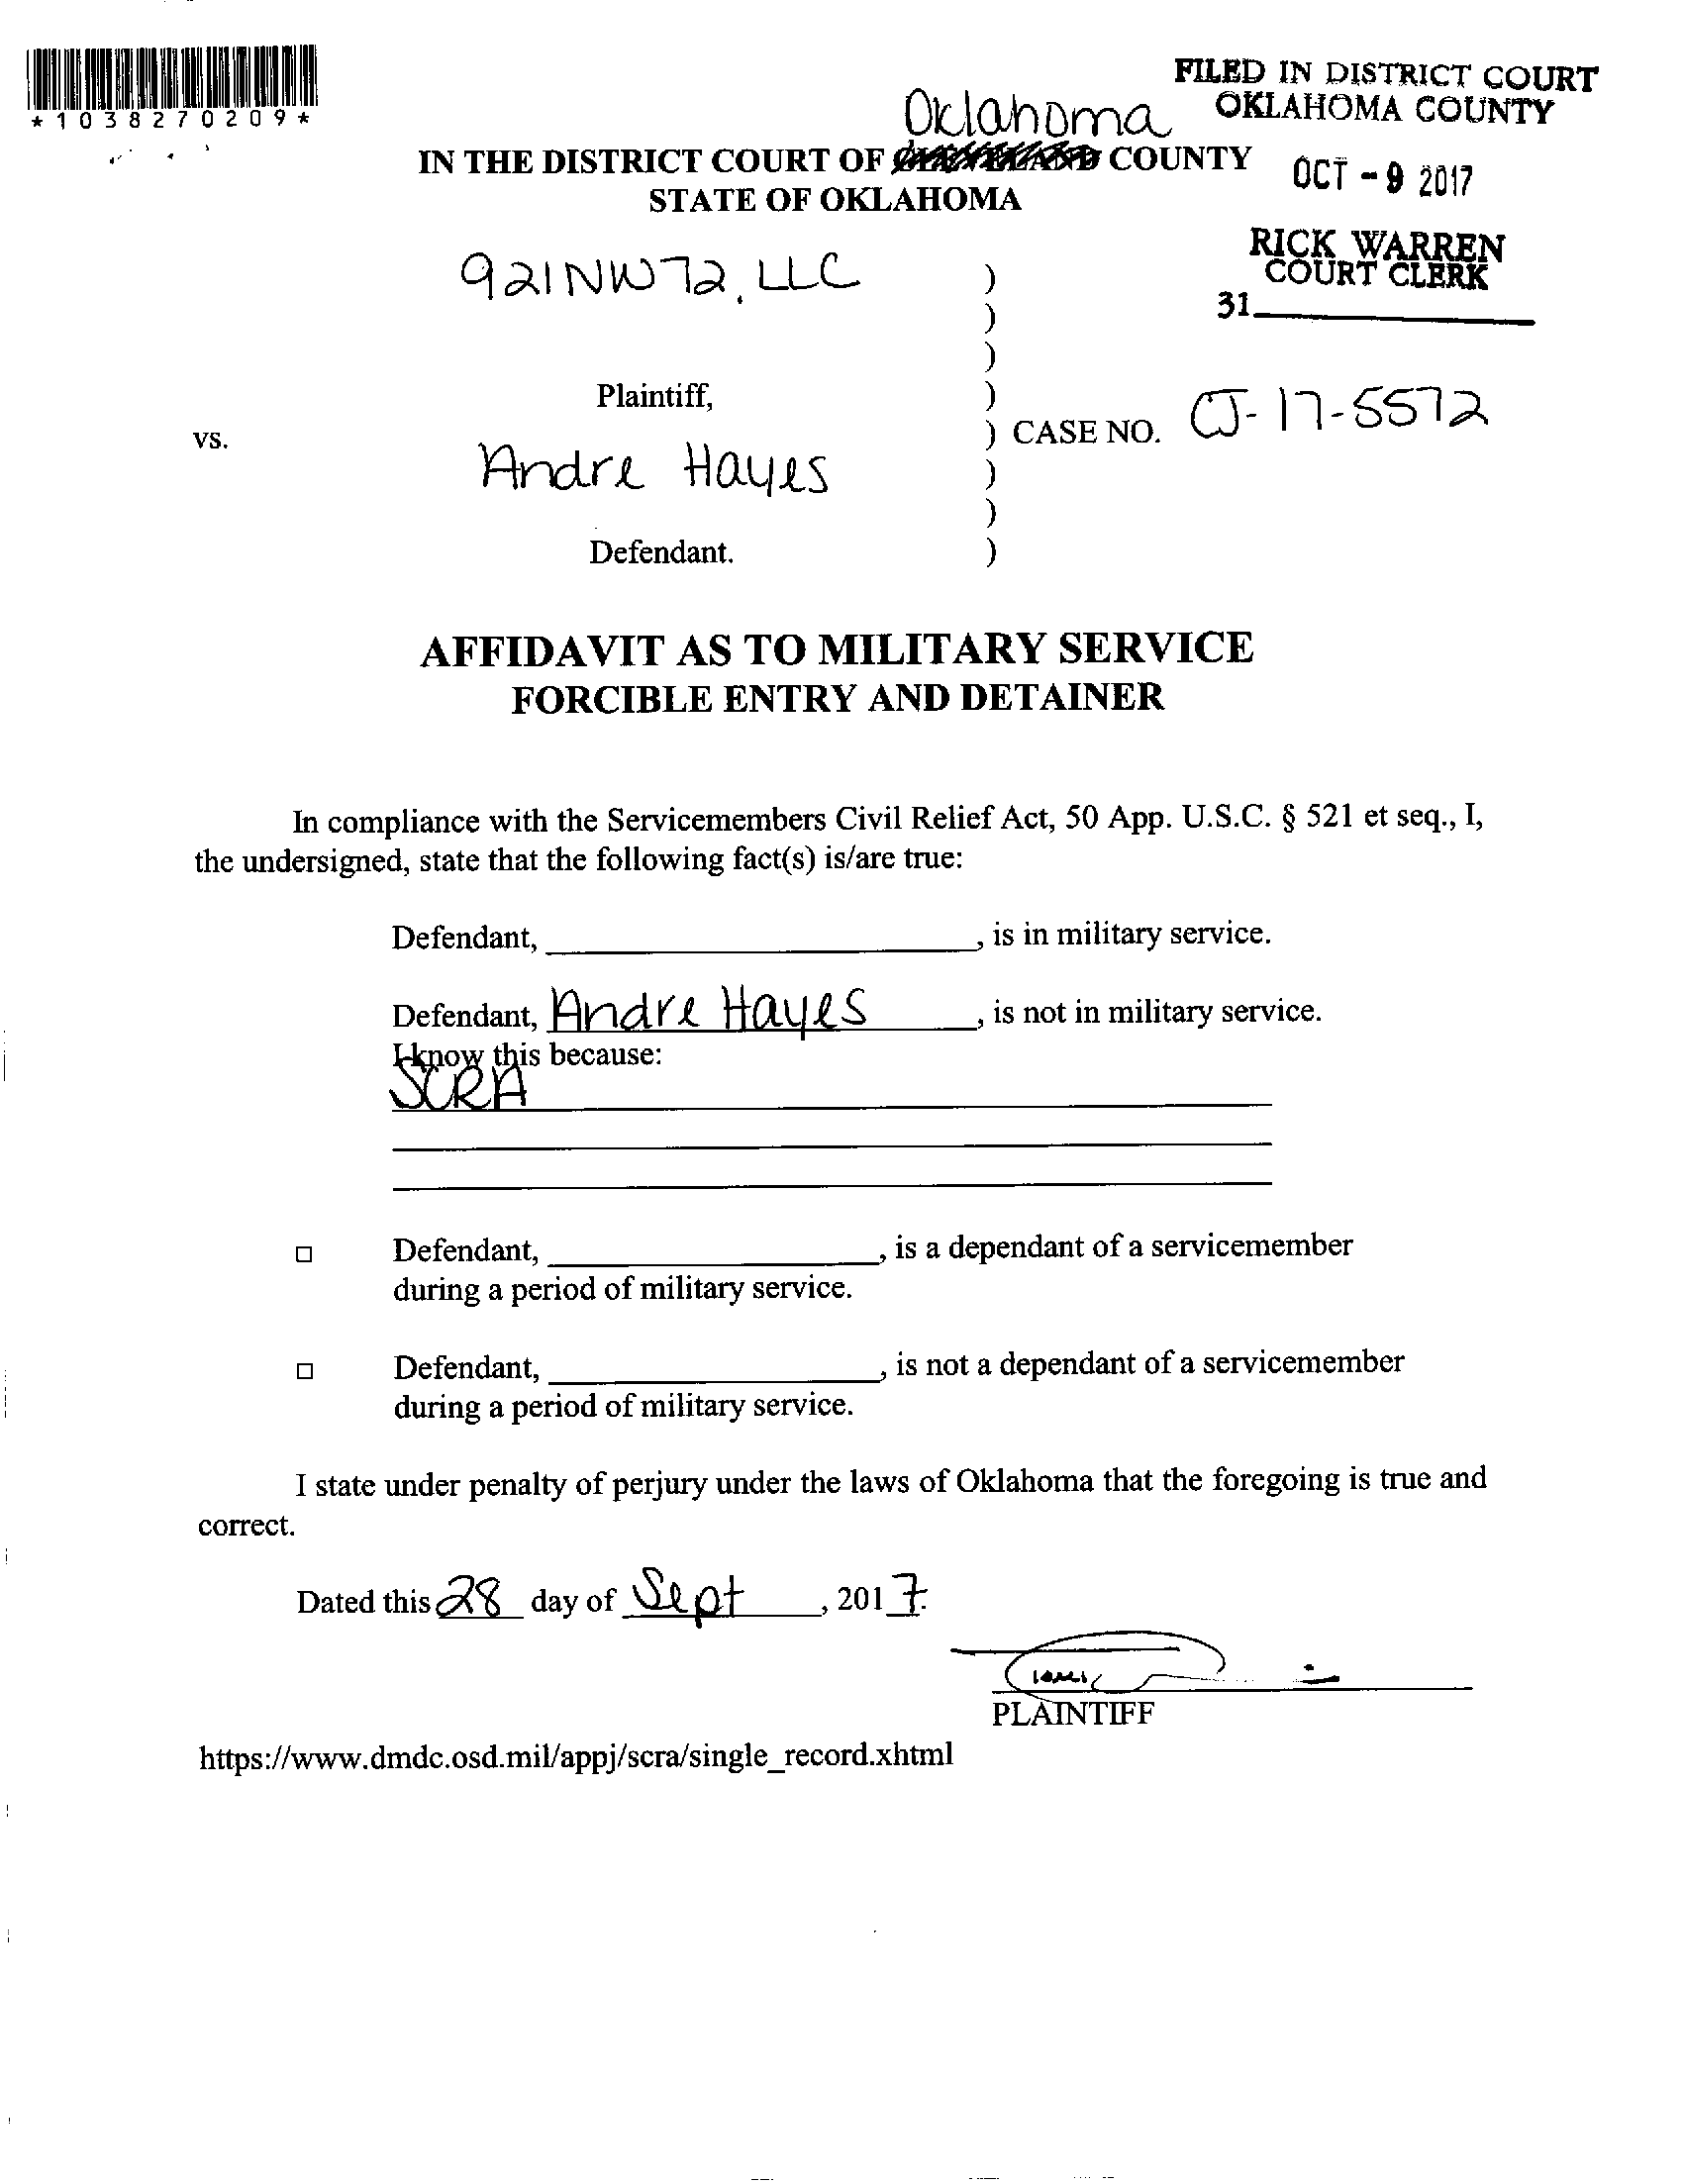 *1038270209*
FILED IN DISTRICT COURT
OKLAHOMA COUNTY
OCT - 9 2017
RICK WARREN
COURT CLERK
31
Oklahoma
IN THE DISTRICT COURT OF COUNTY
STATE OF OKLAHOMA
921NW72, LLC )
)
)
Plaintiff, )
vs. ) CASE NO. CJ-17-5572
Andre Hayes )
)
Defendant. )
AFFIDAVIT AS TO MILITARY SERVICE
FORCIBLE ENTRY AND DETAINER
In compliance with the Servicemembers Civil Relief Act, 50 App. U.S.C. § 521 et seq., I,
the undersigned, state that the following fact(s) is/are true:
Defendant, , is in military service.
Defendant, Andre Hayes , is not in military service.
I know this because:
SCRA
Defendant, , is a dependant of a servicemember
during a period of military service.
Defendant, , is not a dependant of a servicemember
during a period of military service.
I state under penalty of perjury under the laws of Oklahoma that the foregoing is true and
correct.
Dated this 28 day of Sept , 2017.
PLAINTIFF
https://www.dmdc.osd.mil/appj/scra/single_record.xhtml